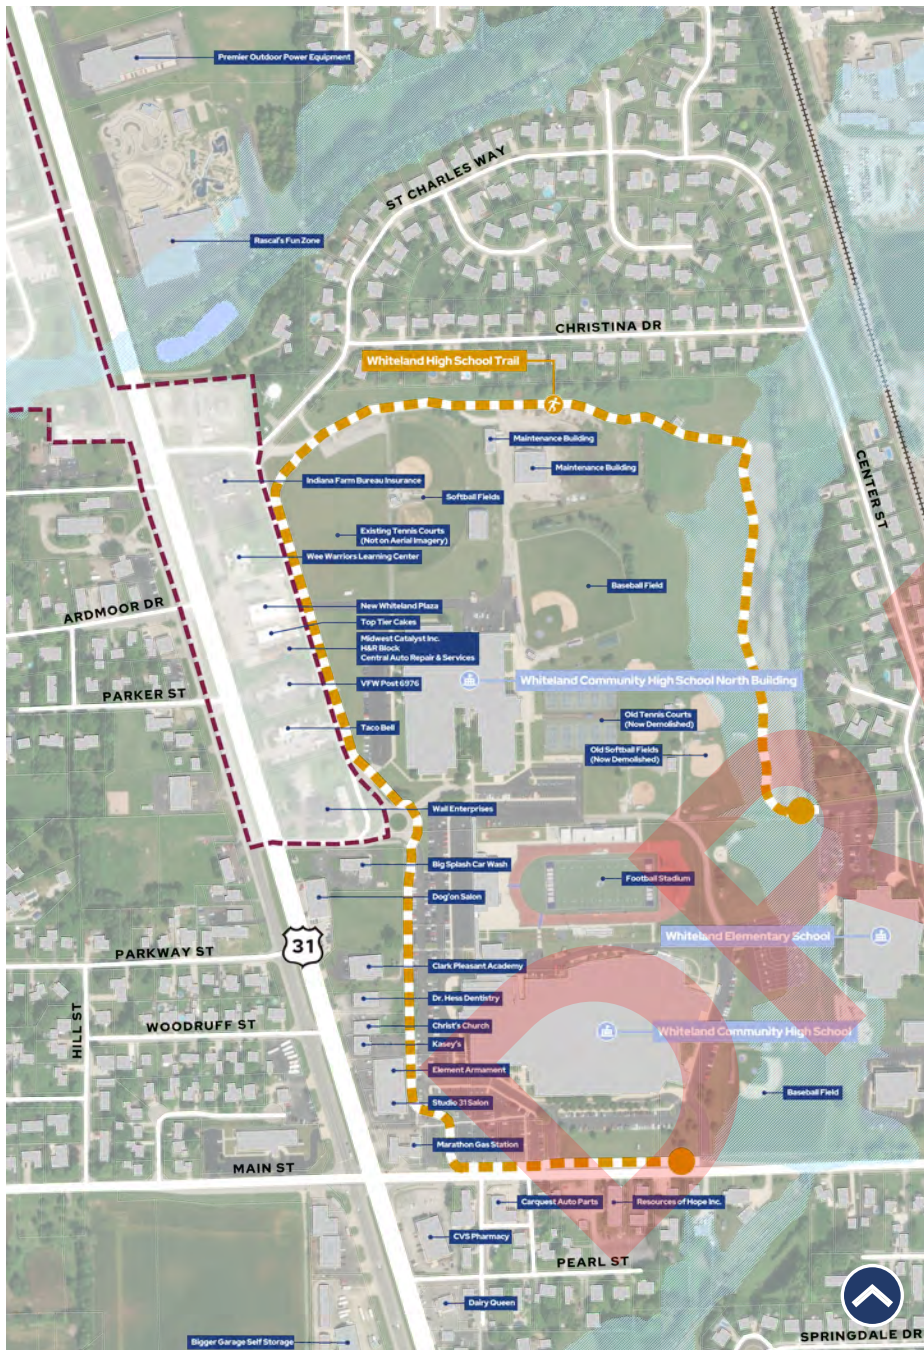 Premier Outdoor Power Equipment
ST CHARLES WAY
Rascal's Fun Zone
CHRISTINA DR
Whiteland High School Trail
Maintenance Building
Maintenance Building
CENTER ST
Indiana Farm Bureau Insurance
Softball Fields
Existing Tennis Courts
(Not on Aerial Imagery)
Wee Warriors Learning Center
Baseball Field
ARDMOOR DR
New Whiteland Plaza
Top Tier Cakes
Midwest Catalyst Inc.
H&R Block
Central Auto Repair & Services
Whiteland Community High School North Building
VFW Post 6976
PARKER ST
Old Tennis Courts
(Now Demolished)
Taco Bell
Old Softball Fields
(Now Demolished)
Wall Enterprises
Big Splash Car Wash
Football Stadium
Dog'on Salon
Whiteland Elementary School
31
PARKWAY ST
Clark Pleasant Academy
Dr. Hess Dentistry
HILL ST
WOODRUFF ST
Christ's Church
Whiteland Community High School
Kasey's
Element Armament
Baseball Field
Studio 31 Salon
Marathon Gas Station
MAIN ST
Carquest Auto Parts
Resources of Hope Inc.
CVS Pharmacy
PEARL ST
Dairy Queen
SPRINGDALE DR
Bigger Garage Self Storage